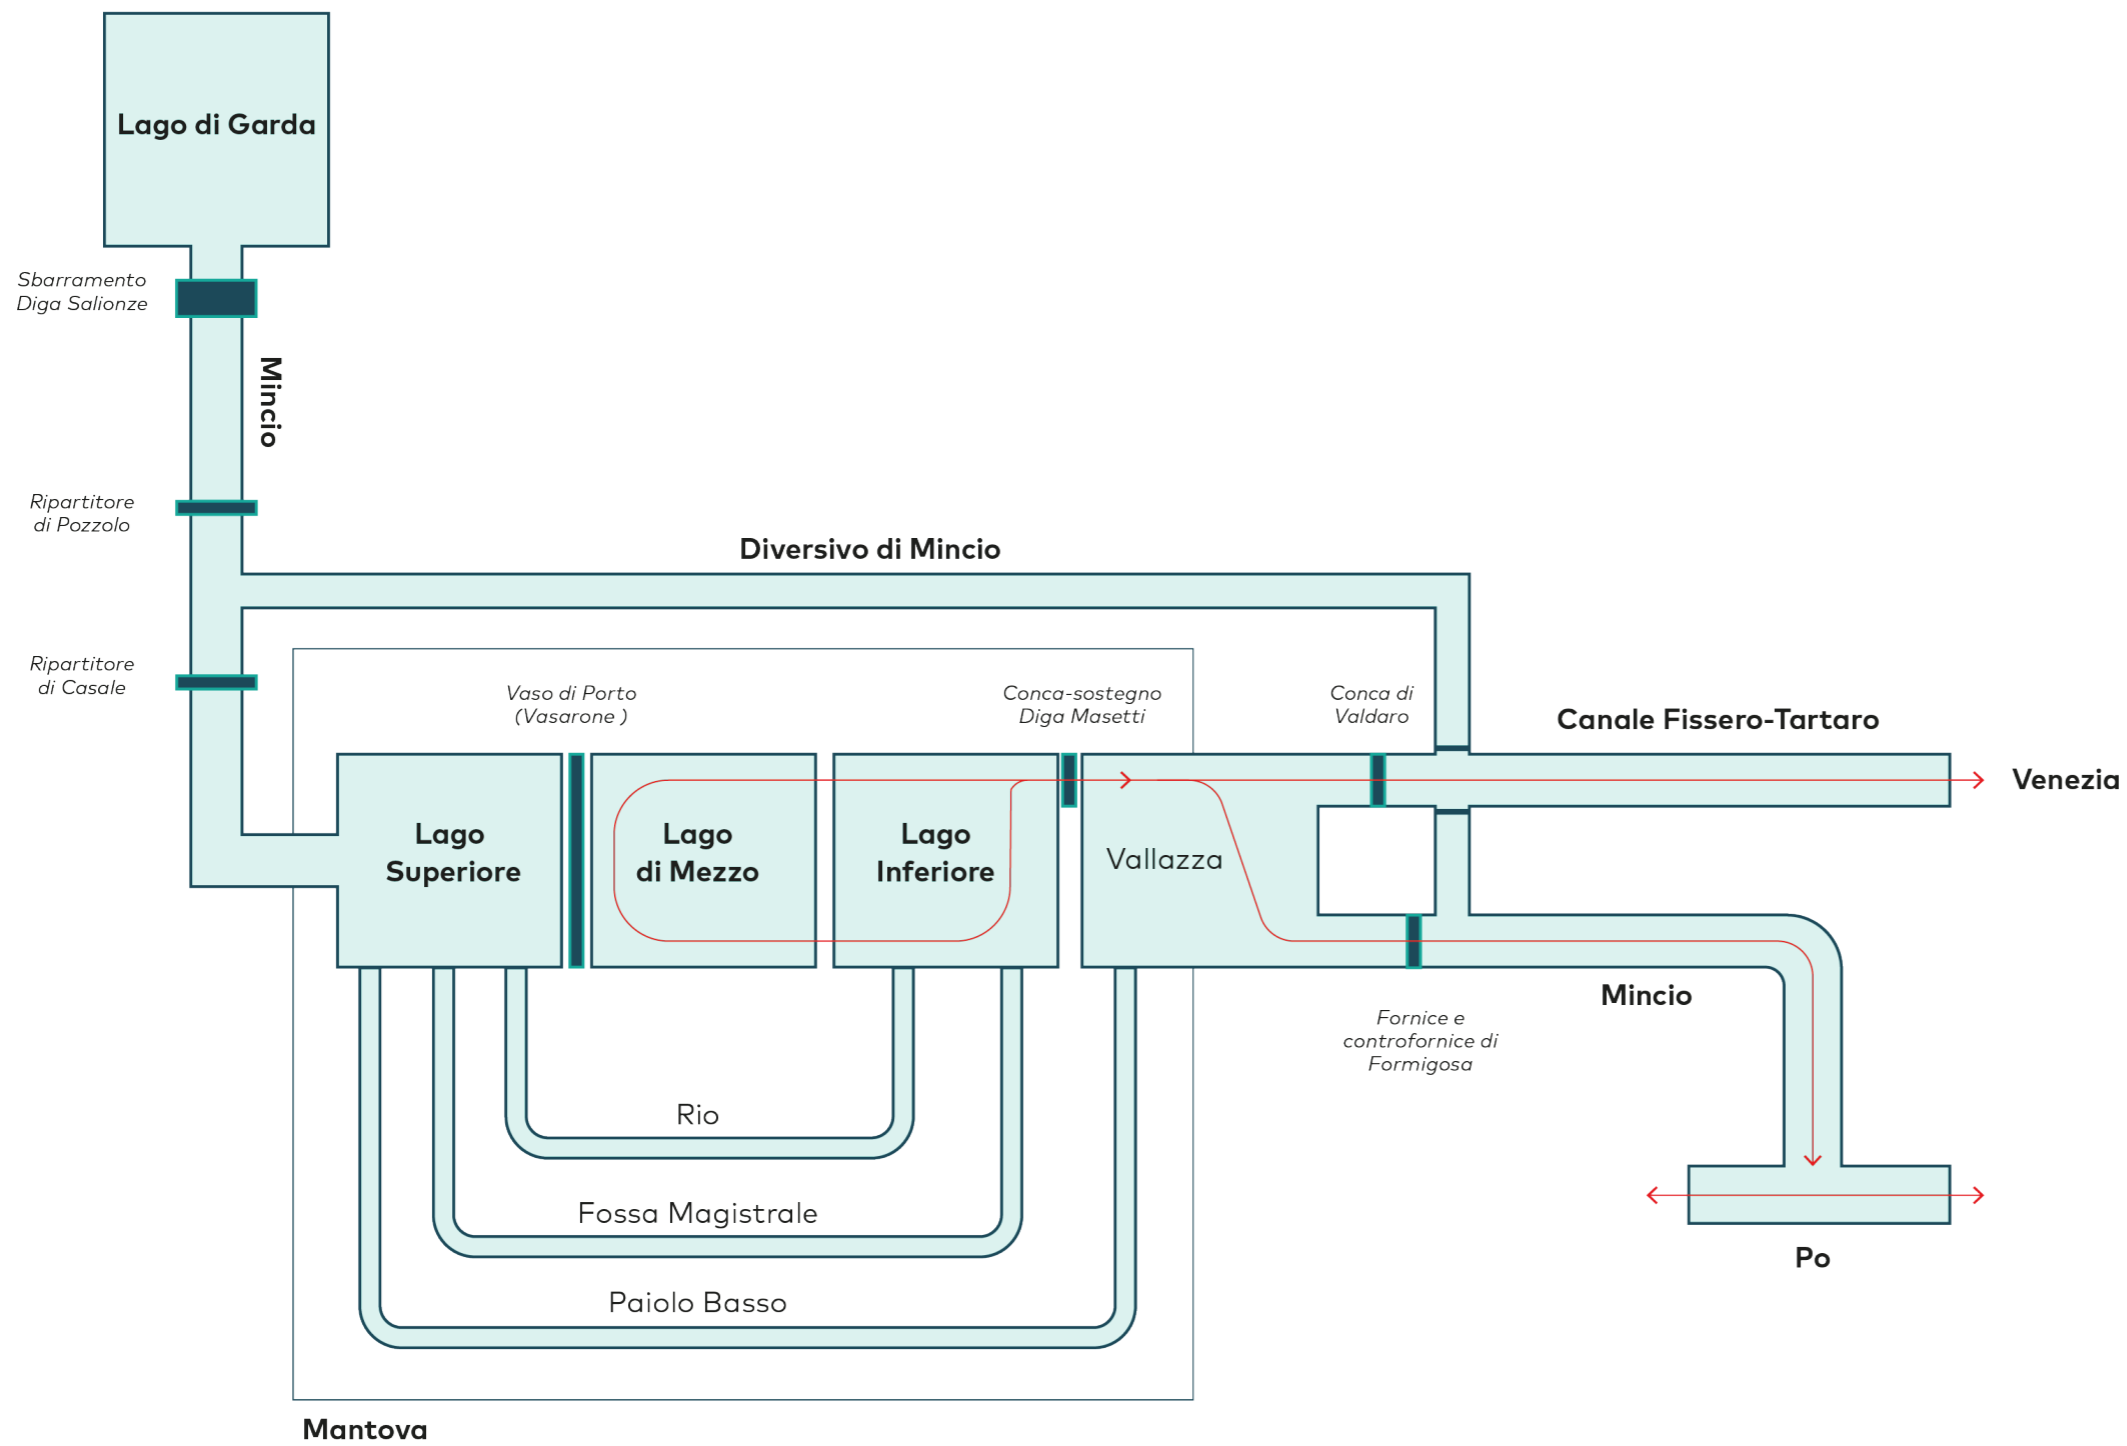 Lago di Garda
Sbarramento
Diga Salionze
Mincio
Ripartitore
di Pozzolo
Diversivo di Mincio
Ripartitore
di Casale
Vaso di Porto
(Vasarone )
Conca-sostegno
Diga Masetti
Conca di
Valdaro
Canale Fissero-Tartaro
Venezia
Lago
Superiore
Lago
di Mezzo
Lago
Inferiore
Vallazza
Mincio
Fornice e
controfornice di
Formigosa
Rio
Fossa Magistrale
Paiolo Basso
Po
Mantova